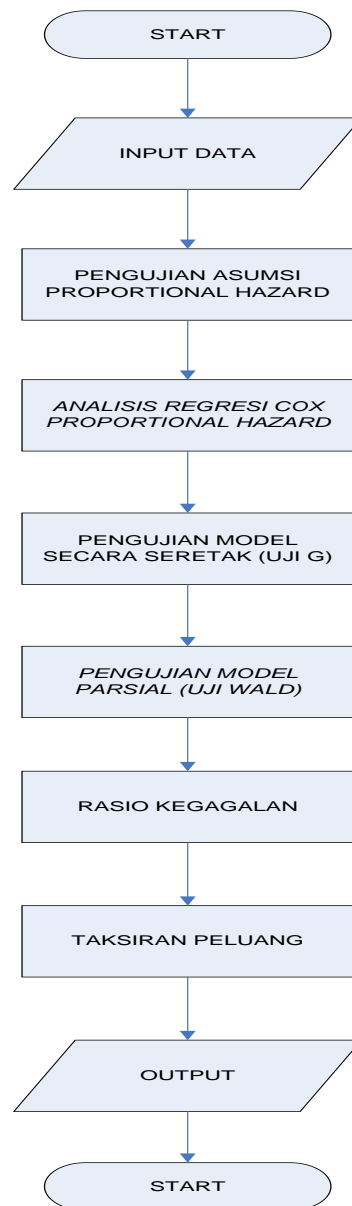 START
INPUT DATA
PENGUJIAN ASUMSI
PROPORTIONAL HAZARD
ANALISIS REGRESI COX
PROPORTIONAL HAZARD
PENGUJIAN MODEL
SECARA SERETAK (UJI G)
PENGUJIAN MODEL
PARSIAL (UJI WALD)
RASIO KEGAGALAN
TAKSIRAN PELUANG
OUTPUT
START